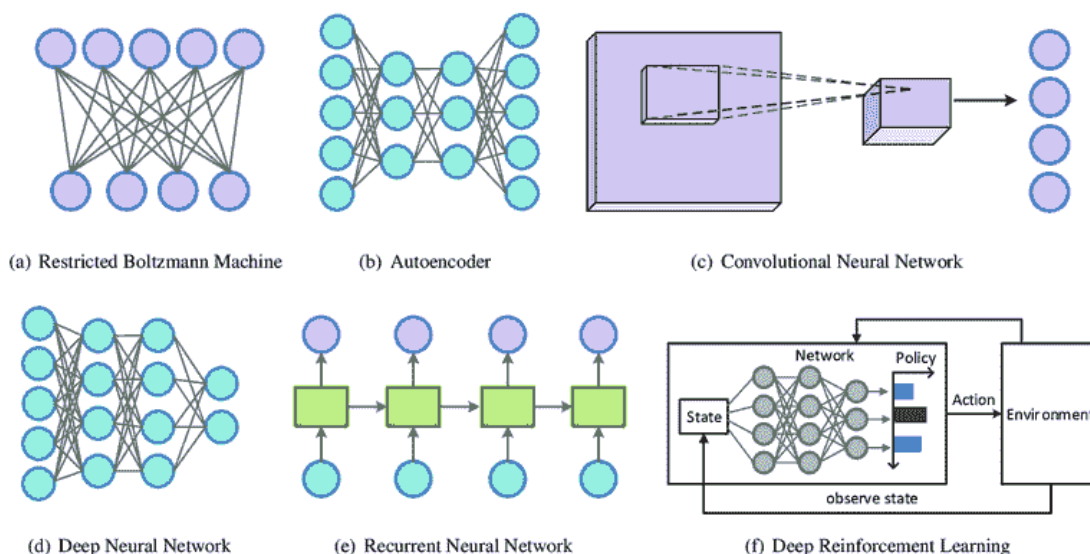 (a) Restricted Boltzmann Machine
(b) Autoencoder
(c) Convolutional Neural Network
Network
Policy
State
Action
Environment
observe state
(d) Deep Neural Network
(e) Recurrent Neural Network
(f) Deep Reinforcement Learning